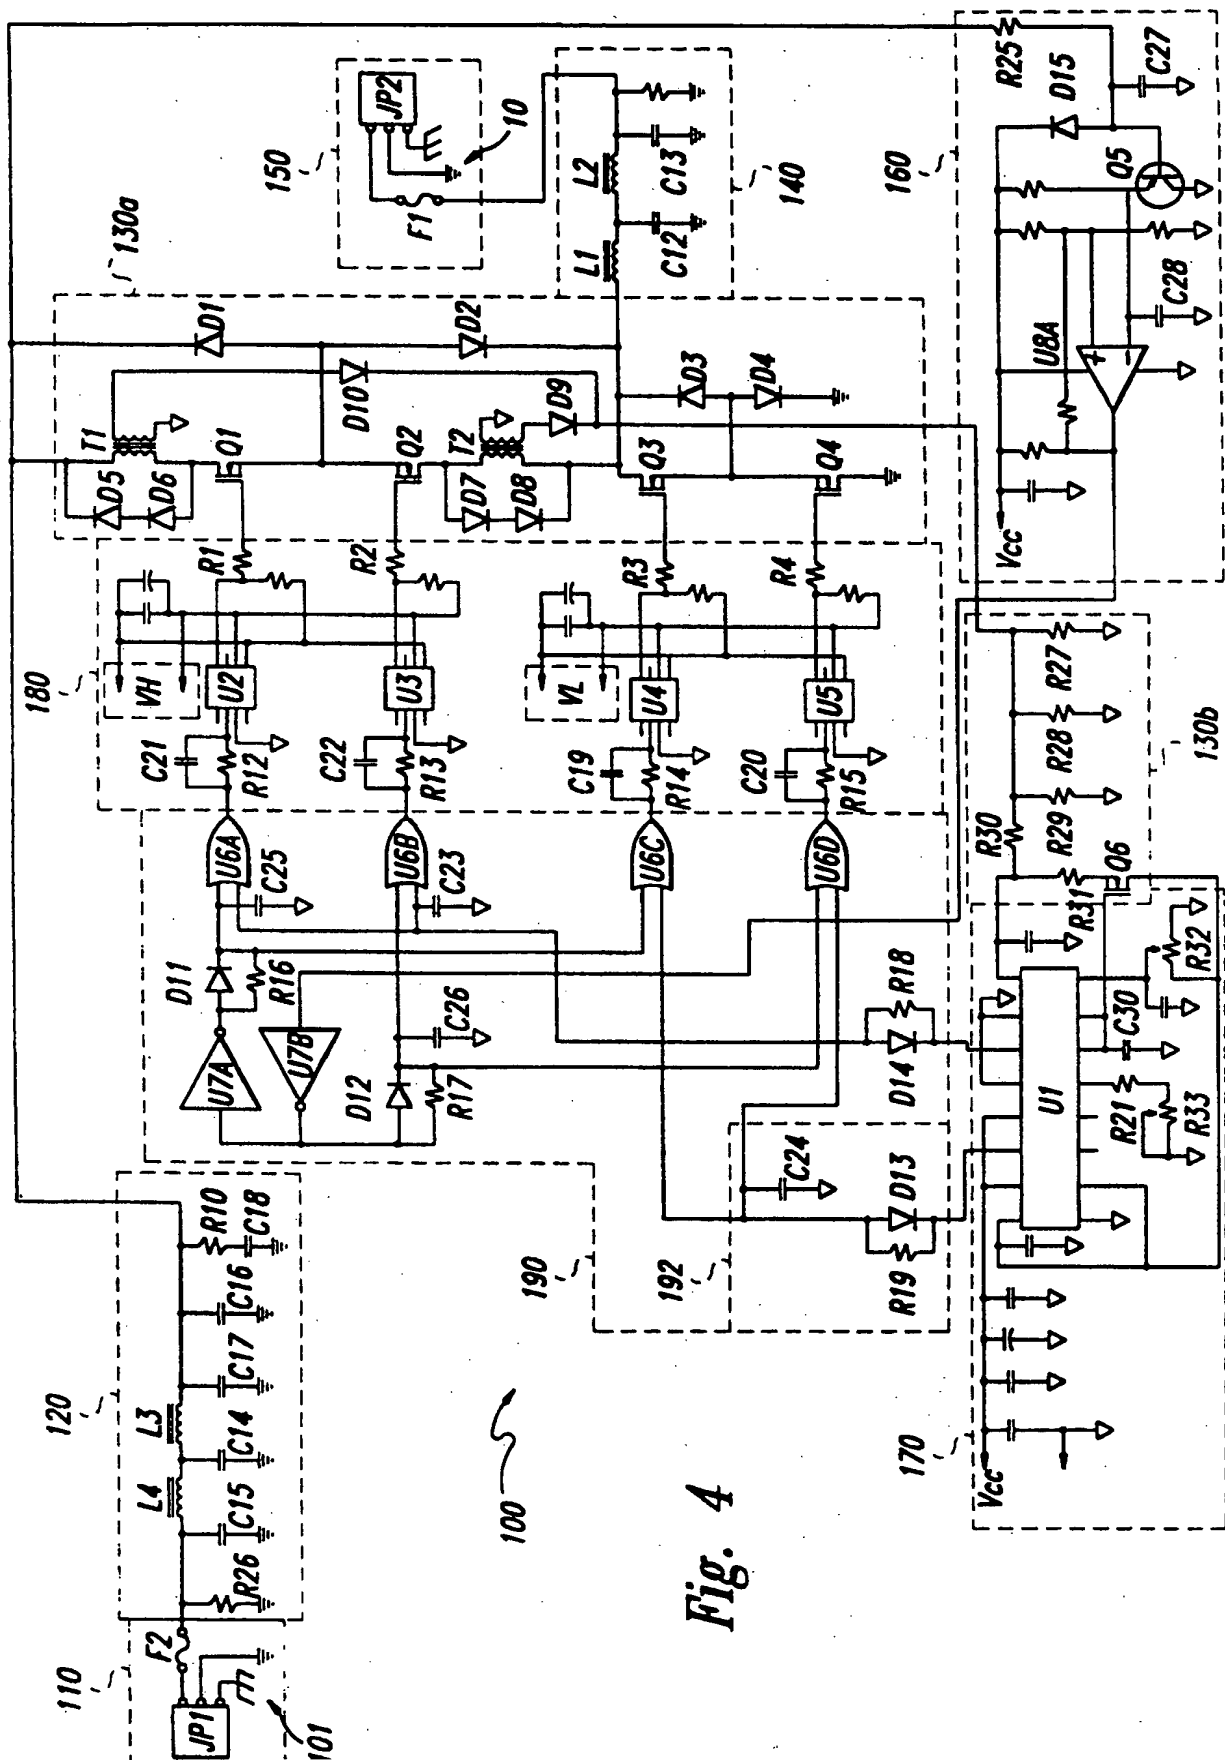 110
JP1
101
F2
120
R26
C15
L4
C14
L3
C17
C16
R10
C18
100
Fig. 4
190
192
U7A
D11
R16
U7B
D12
R17
C26
U6A
C25
U6B
C23
U6C
U6D
C24
D13
R19
D14
R18
180
C21
R12
C22
R13
C19
R14
C20
R15
VH
U2
U3
VL
U4
U5
R1
R2
R3
R4
130a
T1
D5
D6
Q1
D10
D1
Q2
T2
D7
D8
D9
D2
Q3
D3
D4
Q4
150
JP2
10
F1
140
L1
C12
L2
C13
160
R25
D15
C27
Q5
C28
U8A
Vcc
130b
R27
R28
R29
R30
R31
Q6
170
Vcc
U1
R32
C30
R21
R33